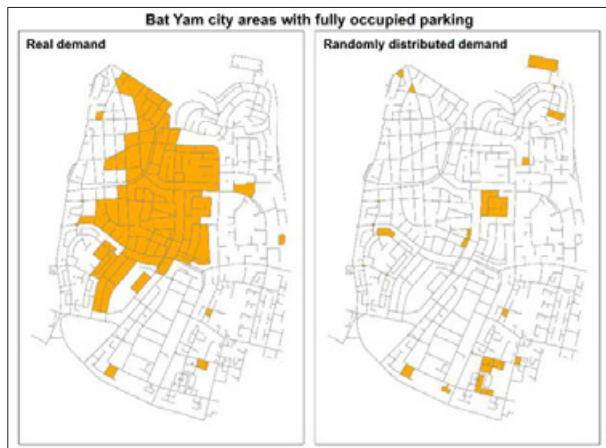 Bat Yam city areas with fully occupied parking
Real demand
Randomly distributed demand